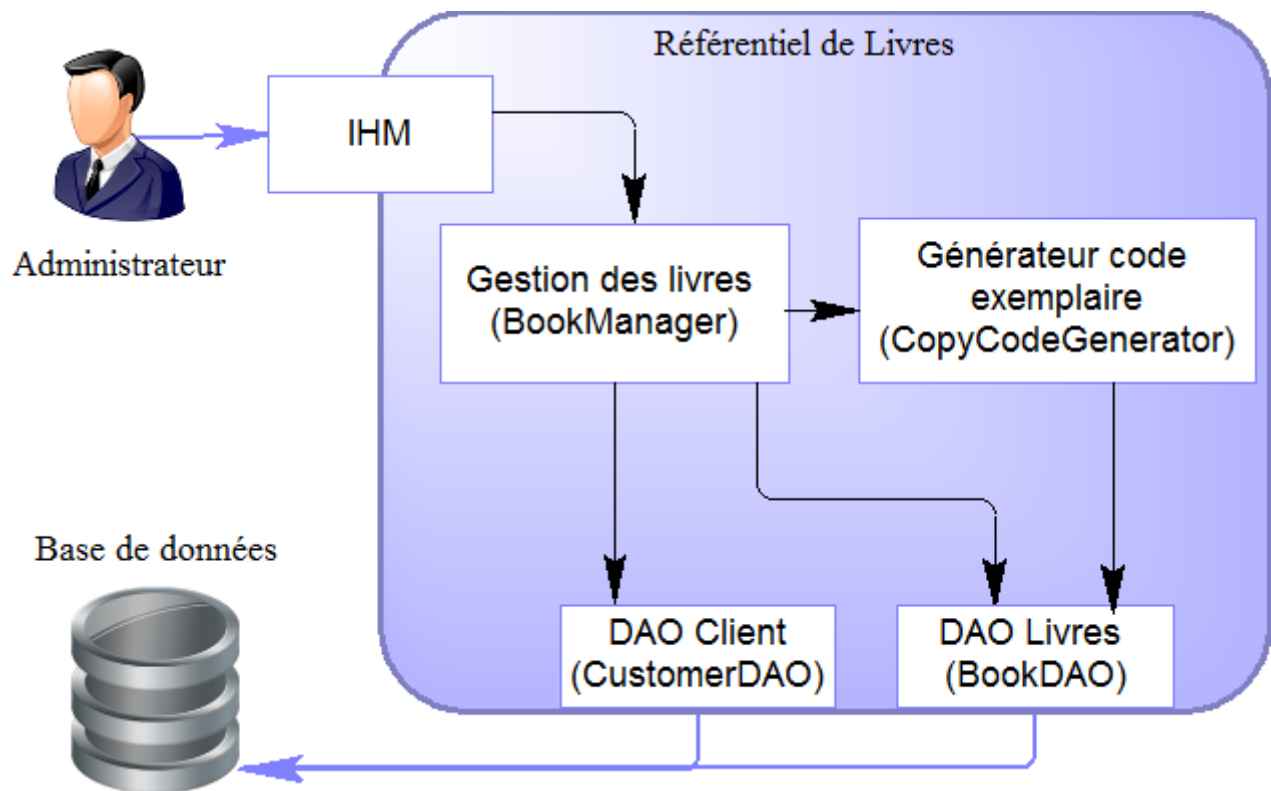 Référentiel de Livres
IHM
Administrateur
Gestion des livres
(BookManager)
Générateur code
exemplaire
(CopyCodeGenerator)
Base de données
DAO Client
(CustomerDAO)
DAO Livres
(BookDAO)